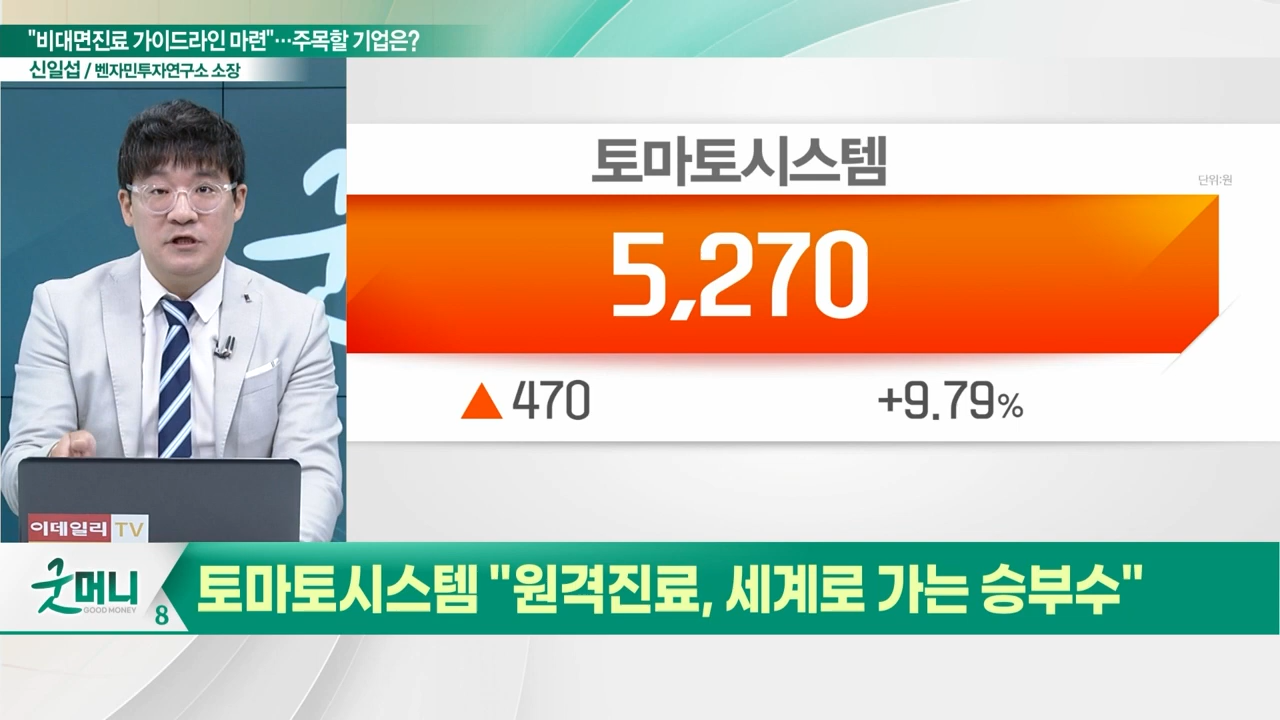 "비대면진료 가이드라인 마련"…주목할 기업은?
신일섭 / 벤자민투자연구소 소장
토마토시스템
단위:원
5,270
▲470 +9.79%
이데일리TV
굿머니
GOOD MONEY
8
토마토시스템 "원격진료, 세계로 가는 승부수"